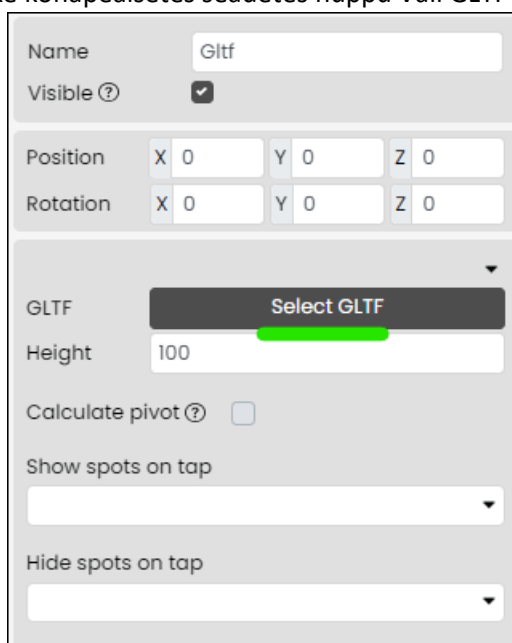 Name Gltf
Visible ?
Position X 0 Y 0 Z 0
Rotation X 0 Y 0 Z 0
GLTF Select GLTF
Height 100
Calculate pivot ?
Show spots on tap
Hide spots on tap